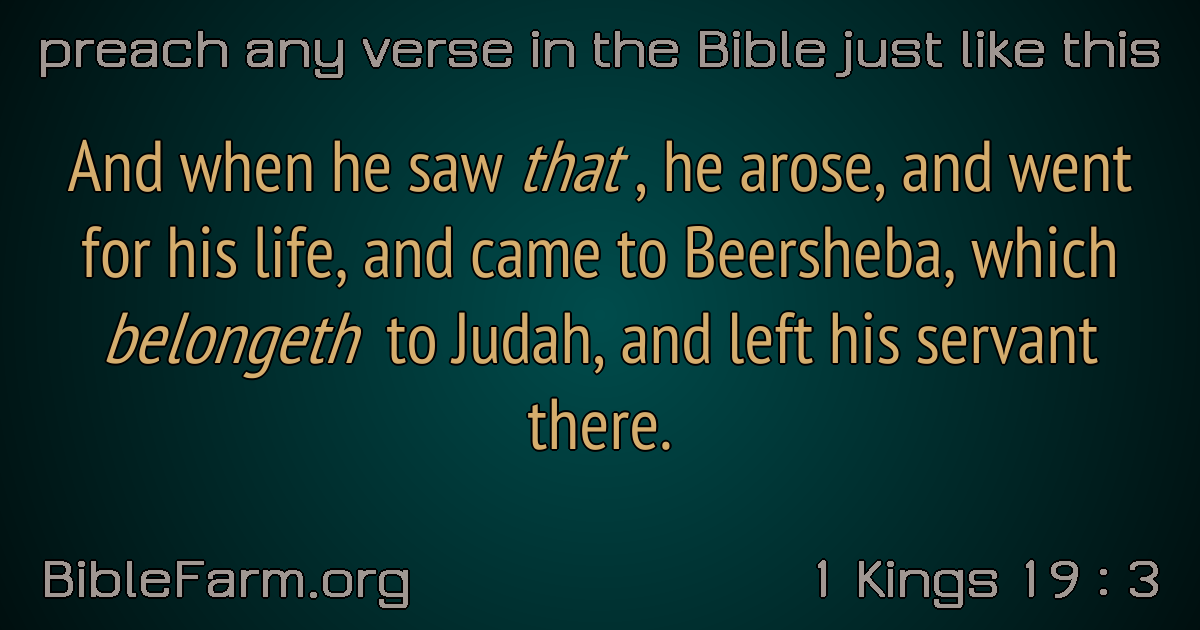 preach any verse in the Bible just like this
And when he saw that , he arose, and went
for his life, and came to Beersheba, which
belongeth to Judah, and left his servant
there.
BibleFarm.org
1 Kings 19 : 3